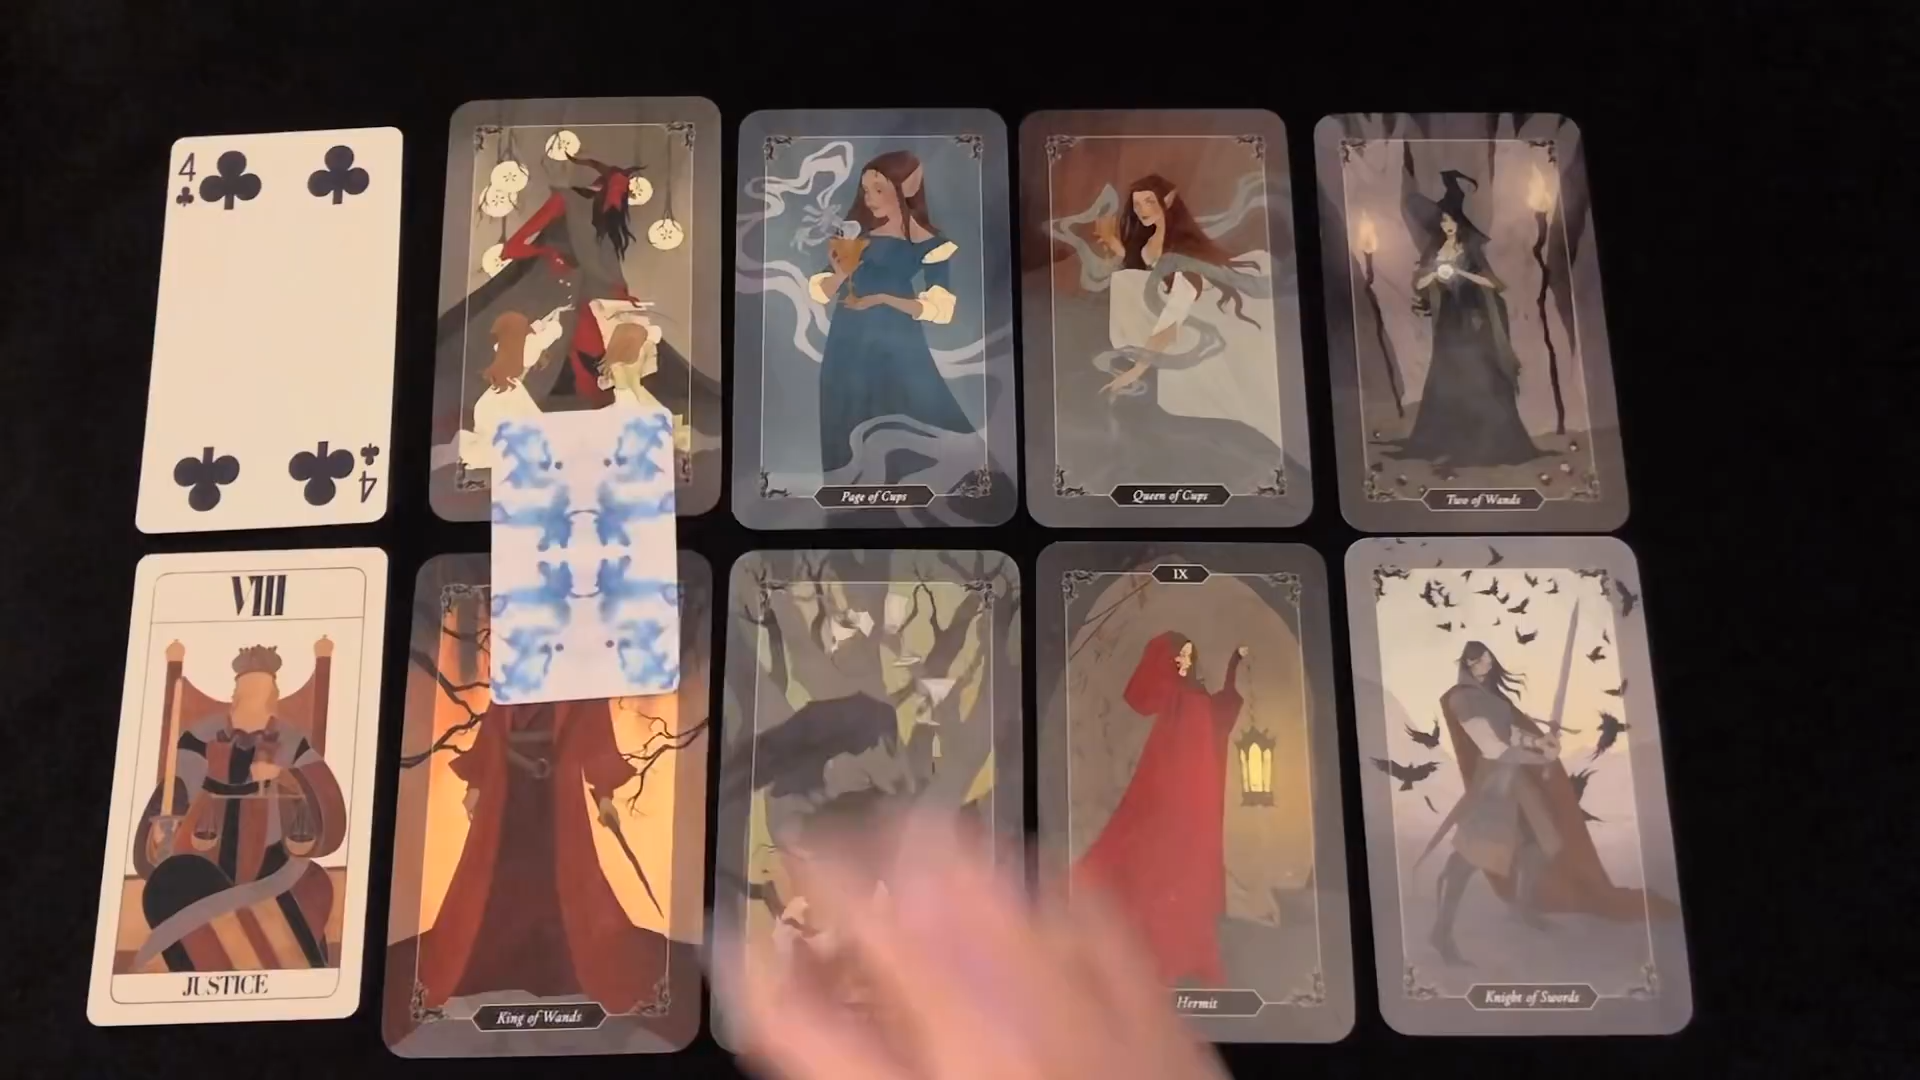 4
4
Page of Cups
Queen of Cups
Two of Wands
VIII
JUSTICE
King of Wands
IX
Hermit
Knight of Swords